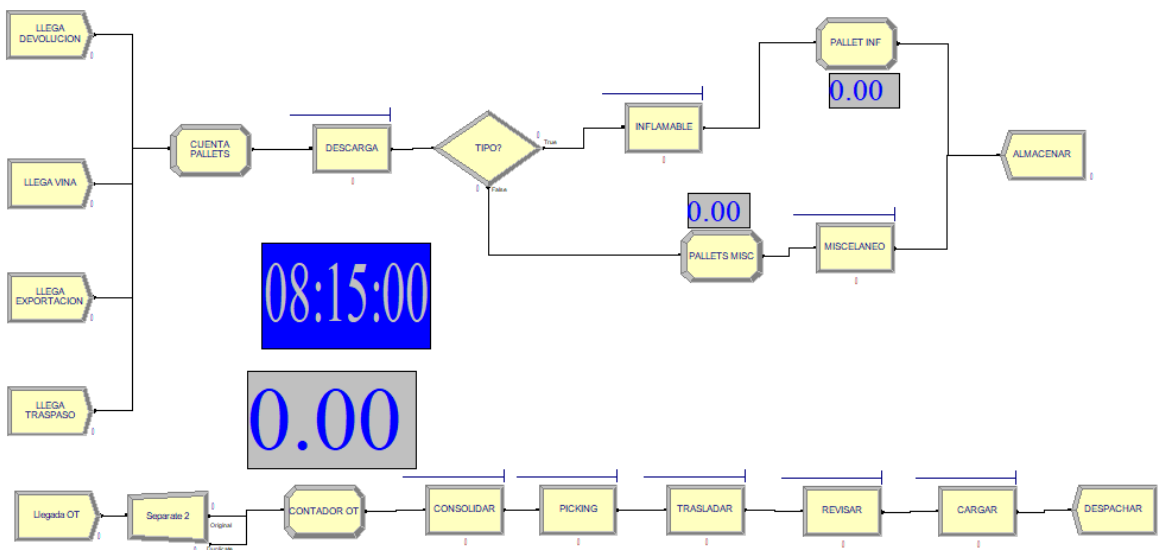 LLEGA
DEVOLUCION
PALLET INF
0.00
INFLAMABLE
True
CUENTA
PALLETS
DESCARGA
TIPO?
ALMACENAR
False
LLEGA VINA
0.00
PALLETS MISC
MISCELANEO
LLEGA
EXPORTACION
08:15:00
LLEGA
TRASPASO
0.00
Llegada OT
Separate 2
Original
Duplicate
CONTADOR OT
CONSOLIDAR
PICKING
TRASLADAR
REVISAR
CARGAR
DESPACHAR